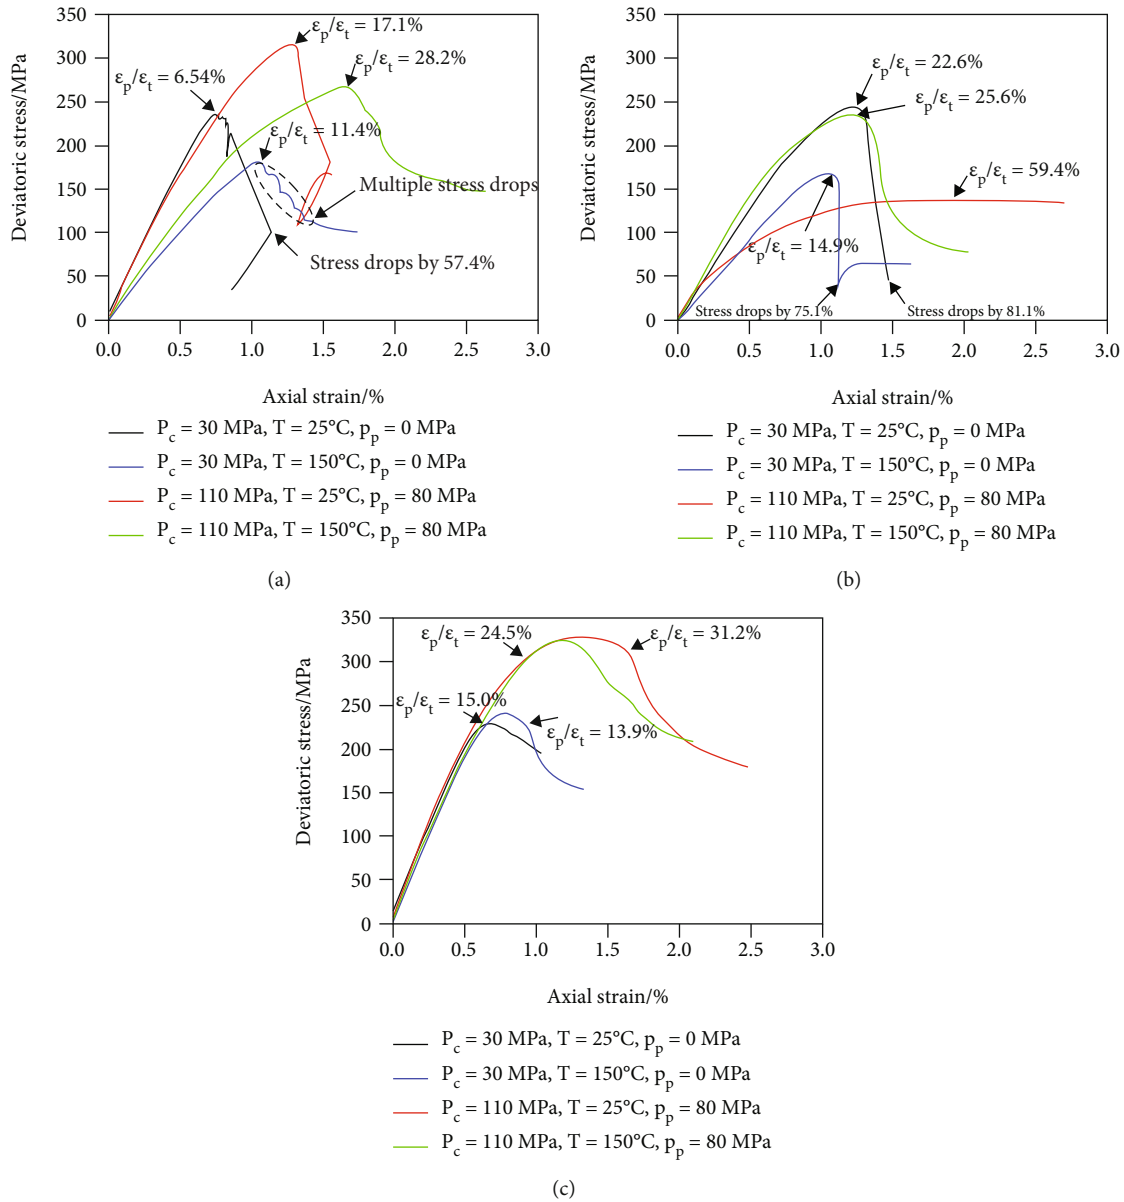 350
300
250
200
150
100
50
0
Deviatoric stress/MPa
εp/εt = 17.1%
εp/εt = 28.2%
εp/εt = 6.54%
εp/εt = 11.4%
Multiple stress drops
Stress drops by 57.4%
0.0 0.5 1.0 1.5 2.0 2.5 3.0
Axial strain/%
Pc = 30 MPa, T = 25°C, pp = 0 MPa
Pc = 30 MPa, T = 150°C, pp = 0 MPa
Pc = 110 MPa, T = 25°C, pp = 80 MPa
Pc = 110 MPa, T = 150°C, pp = 80 MPa
(a)
350
300
250
200
150
100
50
0
Deviatoric stress/MPa
εp/εt = 22.6%
εp/εt = 25.6%
εp/εt = 59.4%
εp/εt = 14.9%
Stress drops by 75.1%
Stress drops by 81.1%
0.0 0.5 1.0 1.5 2.0 2.5 3.0
Axial strain/%
Pc = 30 MPa, T = 25°C, pp = 0 MPa
Pc = 30 MPa, T = 150°C, pp = 0 MPa
Pc = 110 MPa, T = 25°C, pp = 80 MPa
Pc = 110 MPa, T = 150°C, pp = 80 MPa
(b)
350
300
250
200
150
100
50
0
Deviatoric stress/MPa
εp/εt = 24.5%
εp/εt = 31.2%
εp/εt = 15.0%
εp/εt = 13.9%
0.0 0.5 1.0 1.5 2.0 2.5 3.0
Axial strain/%
Pc = 30 MPa, T = 25°C, pp = 0 MPa
Pc = 30 MPa, T = 150°C, pp = 0 MPa
Pc = 110 MPa, T = 25°C, pp = 80 MPa
Pc = 110 MPa, T = 150°C, pp = 80 MPa
(c)